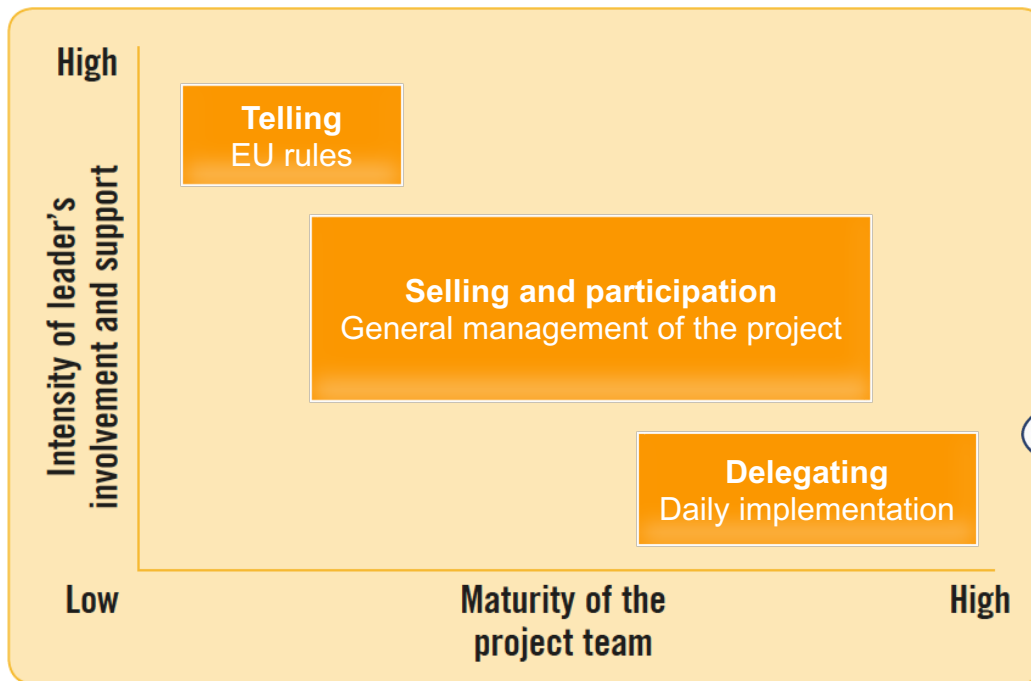 High
Telling
EU rules
Intensity of leader's
involvement and support
Selling and participation
General management of the project
Delegating
Daily implementation
Low
Maturity of the
project team
High